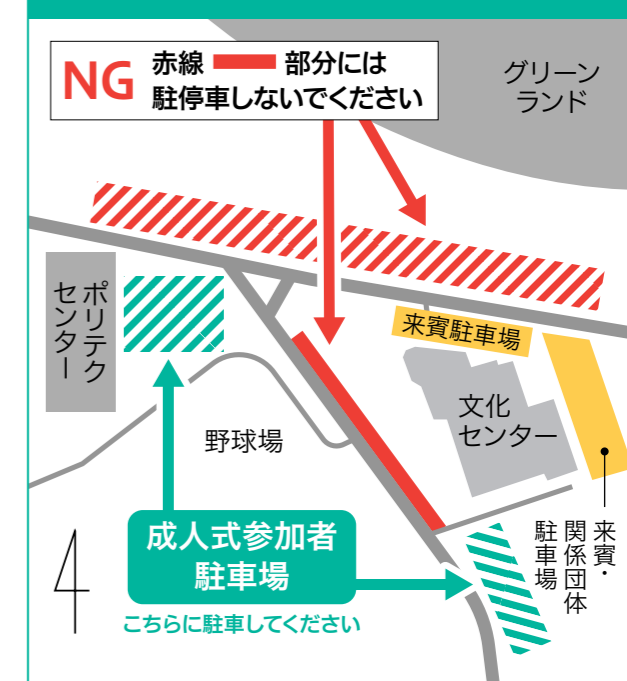 NG 赤線 部分には
駐停車しないでください
グリーン
ランド
ポリテク
センター
来賓駐車場
文化
センター
野球場
成人式参加者
駐車場
こちらに駐車してください
来賓・
関係団体
駐車場